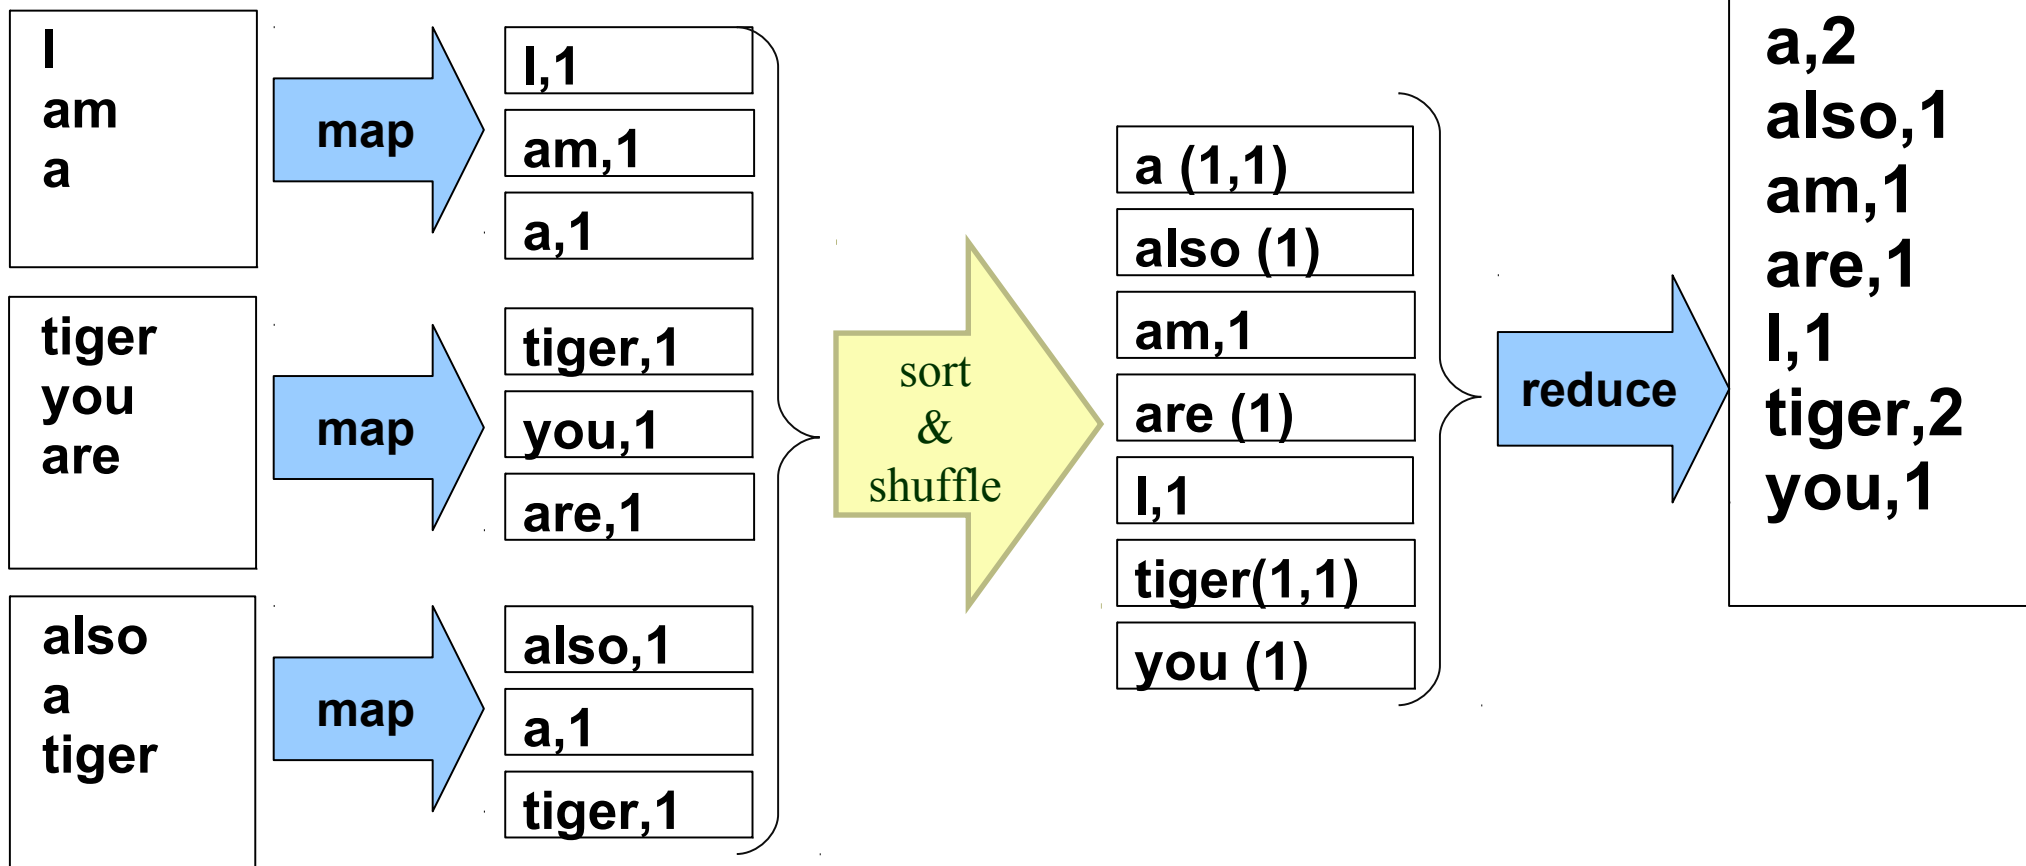 I
am
a
map
I,1
am,1
a,1
tiger
you
are
map
tiger,1
you,1
are,1
also
a
tiger
map
also,1
a,1
tiger,1
sort
&
shuffle
a (1,1)
also (1)
am,1
are (1)
I,1
tiger(1,1)
you (1)
reduce
a,2
also,1
am,1
are,1
I,1
tiger,2
you,1